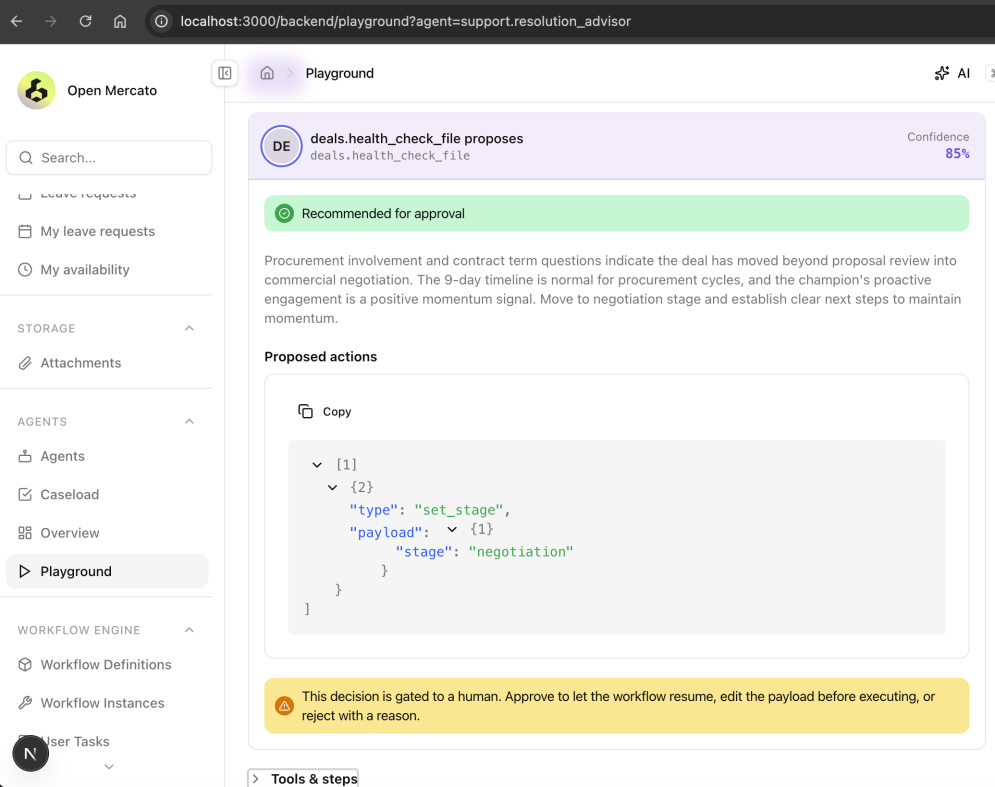 localhost:3000/backend/playground?agent=support.resolution_advisor
Open Mercato
Playground
AI
Search...
Leave requests
My leave requests
My availability
STORAGE
Attachments
AGENTS
Agents
Caseload
Overview
Playground
WORKFLOW ENGINE
Workflow Definitions
Workflow Instances
User Tasks
N
DE
deals.health_check_file proposes
deals.health_check_file
Confidence
85%
Recommended for approval
Procurement involvement and contract term questions indicate the deal has moved beyond proposal review into
commercial negotiation. The 9-day timeline is normal for procurement cycles, and the champion's proactive
engagement is a positive momentum signal. Move to negotiation stage and establish clear next steps to maintain
momentum.
Proposed actions
Copy
[1]
{2}
"type": "set_stage",
"payload": {1}
"stage": "negotiation"
}
}
]
This decision is gated to a human. Approve to let the workflow resume, edit the payload before executing, or
reject with a reason.
Tools & steps